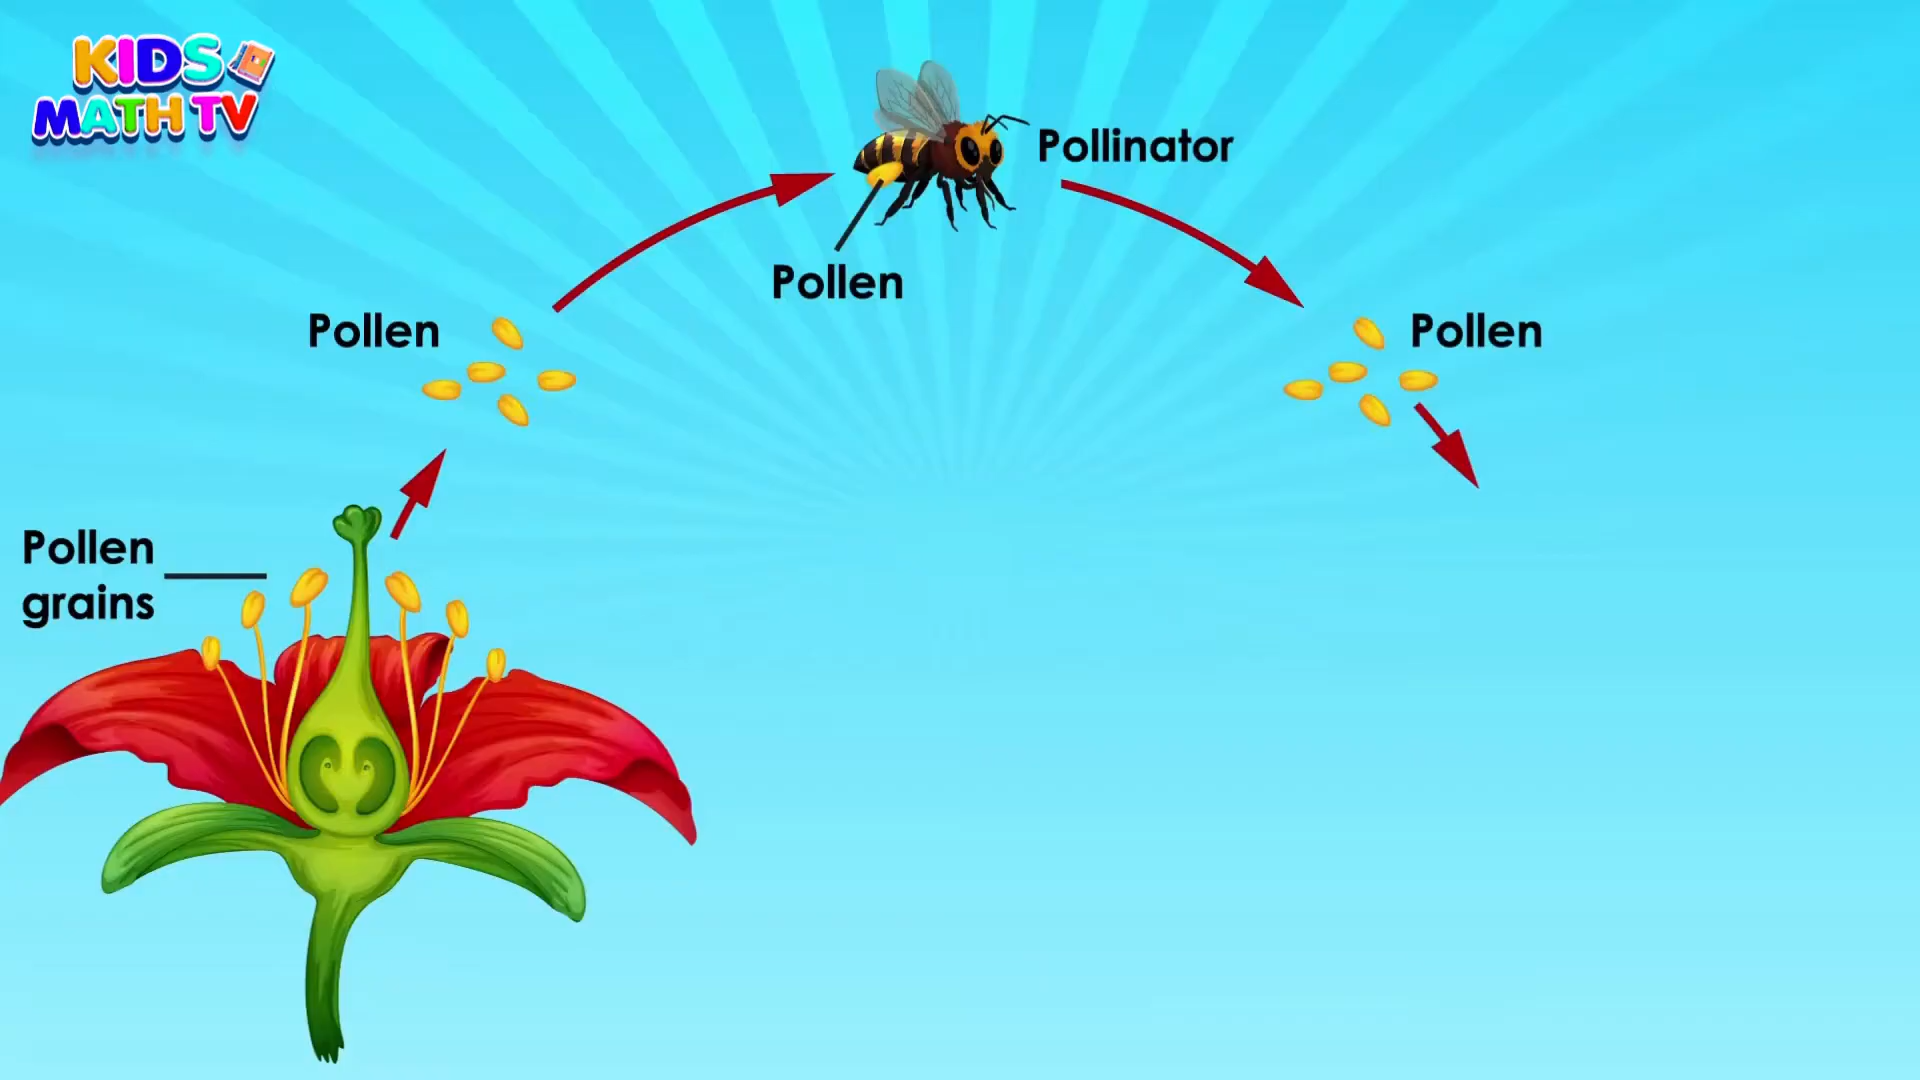 KIDS
MATH TV
Pollinator
Pollen
Pollen
Pollen
Pollen
grains